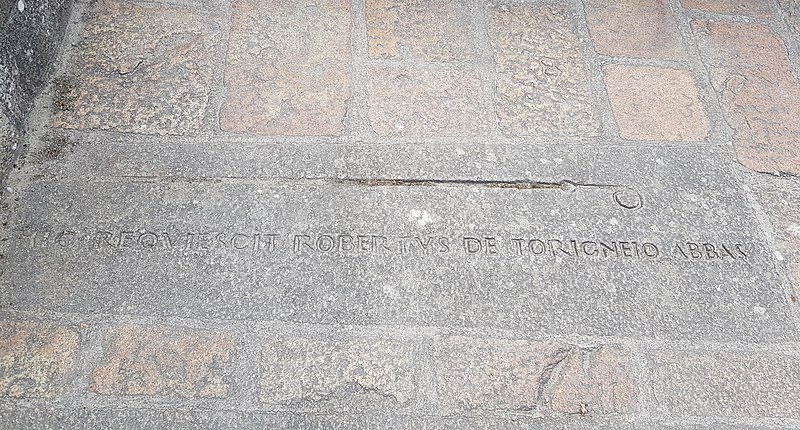 HIC REQVIESCIT ROBERTVS DE TORIGNEIO ABBAS